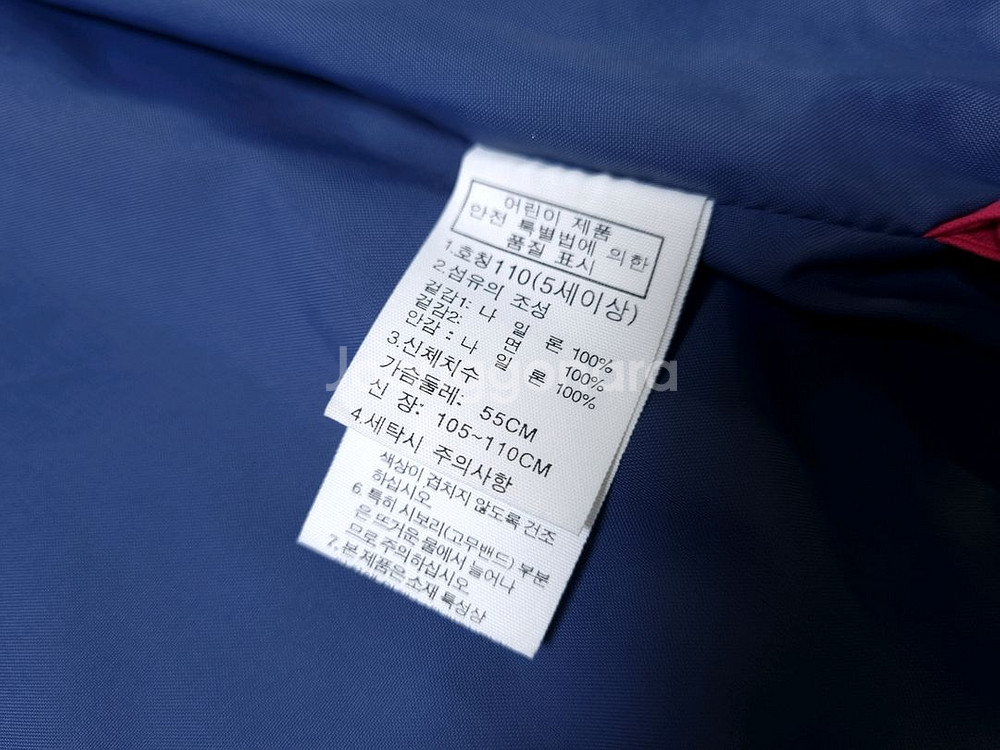 어린이 제품
안전 특별법에 의한
품질 표시
1.호칭110(5세이상)
2.섬유의 조성
겉감1: 나 일 론 100%
겉감2: 면 100%
안감 : 나 일 론 100%
3.신체치수
가슴둘레: 55CM
신 장: 105~110CM
4.세탁시 주의사항
색상이 겹치지 않도록 건조
하십시오
6.특히 시보리(고무밴드) 부분
은 뜨거운 물에서 늘어나
므로 주의하십시오
7.본 제품은 소재 특성상